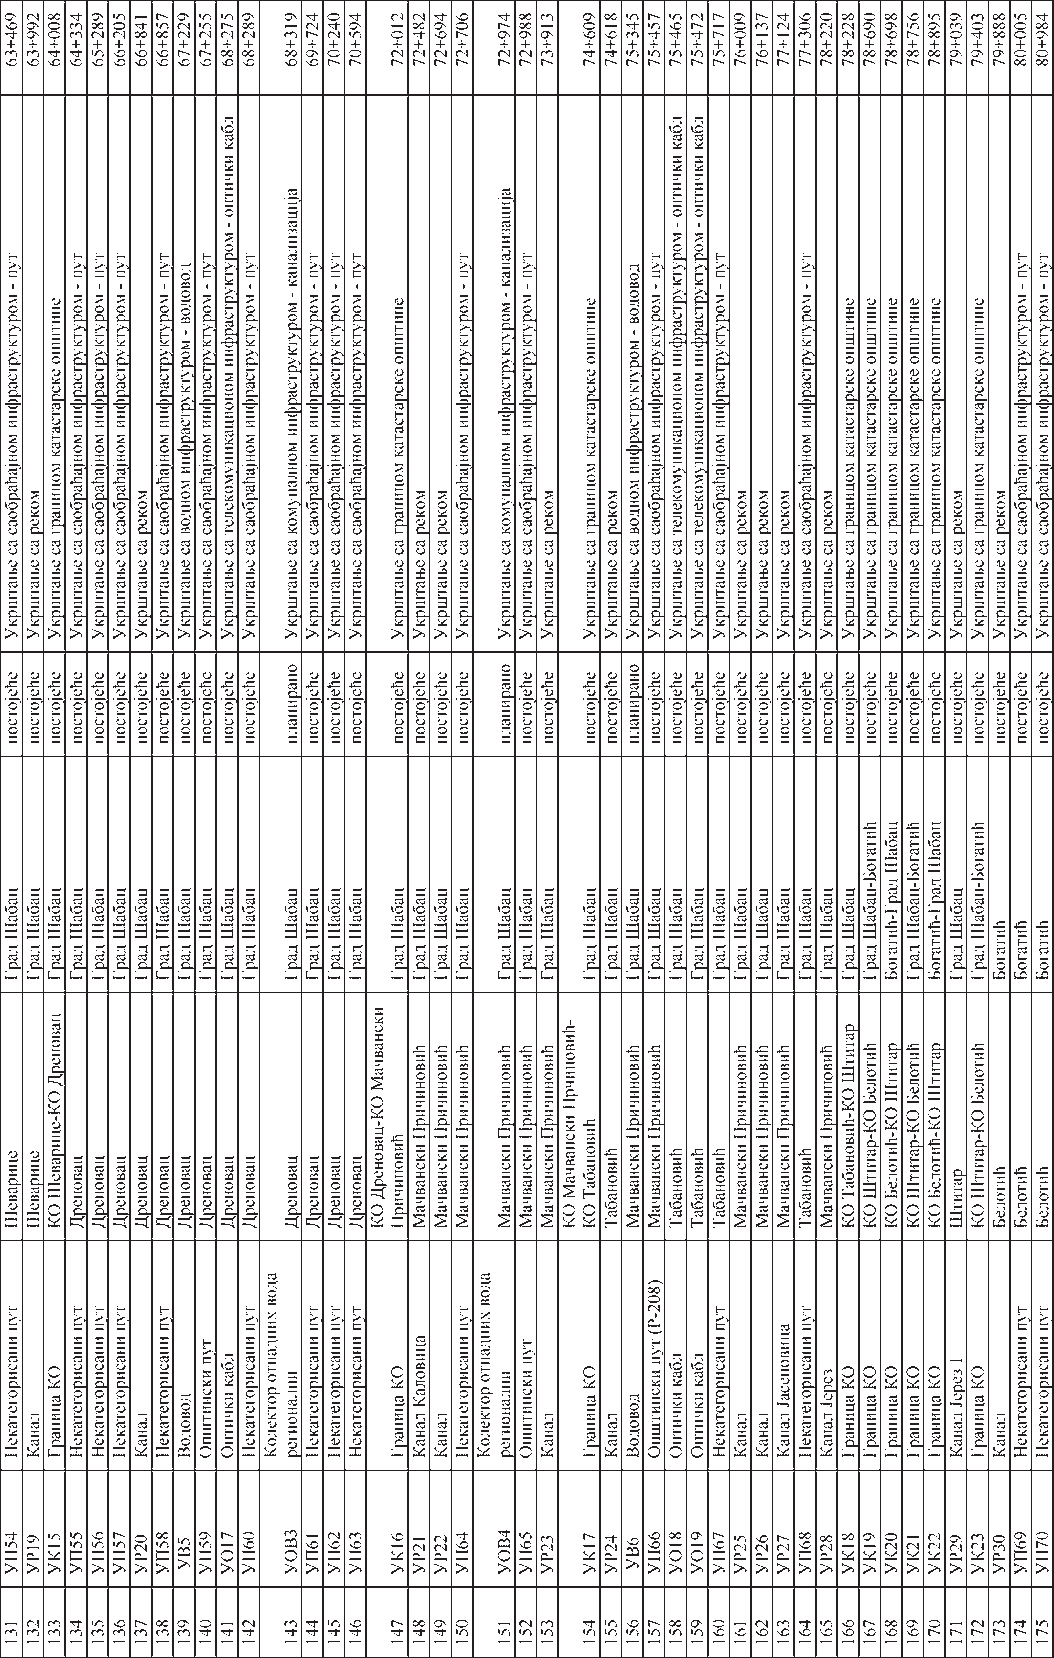 131 УП54 Некатегорисани пут Шеварице Град Шабац постојеће Укрштање са саобраћајном инфраструктуром - пут 63+469
132 УР19 Канал Шеварице Град Шабац постојеће Укрштање са реком 63+992
133 УК15 Граница КО КО Шеварице-КО Дреновац Град Шабац постојеће Укрштање са границом катастарске општине 64+008
134 УП55 Некатегорисани пут Дреновац Град Шабац постојеће Укрштање са саобраћајном инфраструктуром - пут 64+334
135 УП56 Некатегорисани пут Дреновац Град Шабац постојеће Укрштање са саобраћајном инфраструктуром - пут 65+289
136 УП57 Некатегорисани пут Дреновац Град Шабац постојеће Укрштање са саобраћајном инфраструктуром - пут 66+205
137 УР20 Канал Дреновац Град Шабац постојеће Укрштање са реком 66+841
138 УП58 Некатегорисани пут Дреновац Град Шабац постојеће Укрштање са саобраћајном инфраструктуром - пут 66+857
139 УВ5 Водовод Дреновац Град Шабац постојеће Укрштање са водном инфраструктуром - водовод 67+229
140 УП59 Општински пут Дреновац Град Шабац постојеће Укрштање са саобраћајном инфраструктуром - пут 67+255
141 УО17 Оптички кабл Дреновац Град Шабац постојеће Укрштање са телекомуникационом инфраструктуром - оптички кабл 68+275
142 УП60 Некатегорисани пут Дреновац Град Шабац постојеће Укрштање са саобраћајном инфраструктуром - пут 68+289
Колектор отпадних вода
143 УОВ3 регионални Дреновац Град Шабац планирано Укрштање са комуналном инфраструктуром - канализација 68+319
144 УП61 Некатегорисани пут Дреновац Град Шабац постојеће Укрштање са саобраћајном инфраструктуром - пут 69+724
145 УП62 Некатегорисани пут Дреновац Град Шабац постојеће Укрштање са саобраћајном инфраструктуром - пут 70+240
146 УП63 Некатегорисани пут Дреновац Град Шабац постојеће Укрштање са саобраћајном инфраструктуром - пут 70+594
КО Дреновац-КО Мачвански
147 УК16 Граница КО Причиновић Град Шабац постојеће Укрштање са границом катастарске општине 72+012
148 УР21 Канал Каловица Мачвански Причиновић Град Шабац постојеће Укрштање са реком 72+482
149 УР22 Канал Мачвански Причиновић Град Шабац постојеће Укрштање са реком 72+694
150 УП64 Некатегорисани пут Мачвански Причиновић Град Шабац постојеће Укрштање са саобраћајном инфраструктуром - пут 72+706
Колектор отпадних вода
151 УОВ4 регионални Мачвански Причиновић Град Шабац планирано Укрштање са комуналном инфраструктуром - канализација 72+974
152 УП65 Општински пут Мачвански Причиновић Град Шабац постојеће Укрштање са саобраћајном инфраструктуром - пут 72+988
153 УР23 Канал Мачвански Причиновић Град Шабац постојеће Укрштање са реком 73+913
КО Мачвански Причиновић-
154 УК17 Граница КО КО Табановић Град Шабац постојеће Укрштање са границом катастарске општине 74+609
155 УР24 Канал Табановић Град Шабац постојеће Укрштање са реком 74+618
156 УВ6 Водовод Мачвански Причиновић Град Шабац планирано Укрштање са водном инфраструктуром - водовод 75+345
157 УП66 Општински пут (Р-208) Мачвански Причиновић Град Шабац постојеће Укрштање са саобраћајном инфраструктуром - пут 75+457
158 УО18 Оптички кабл Табановић Град Шабац постојеће Укрштање са телекомуникационом инфраструктуром - оптички кабл 75+465
159 УО19 Оптички кабл Табановић Град Шабац постојеће Укрштање са телекомуникационом инфраструктуром - оптички кабл 75+472
160 УП67 Некатегорисани пут Табановић Град Шабац постојеће Укрштање са саобраћајном инфраструктуром - пут 75+717
161 УР25 Канал Мачвански Причиновић Град Шабац постојеће Укрштање са реком 76+009
162 УР26 Канал Мачвански Причиновић Град Шабац постојеће Укрштање са реком 76+137
163 УР27 Канал Јасеновица Мачвански Причиновић Град Шабац постојеће Укрштање са реком 77+124
164 УП68 Некатегорисани пут Табановић Град Шабац постојеће Укрштање са саобраћајном инфраструктуром - пут 77+306
165 УР28 Канал Јерез Мачвански Причиновић Град Шабац постојеће Укрштање са реком 78+220
166 УК18 Граница КО КО Табановић-КО Штитар Град Шабац постојеће Укрштање са границом катастарске општине 78+228
167 УК19 Граница КО КО Штитар-КО Белотић Град Шабац-Богатић постојеће Укрштање са границом катастарске општине 78+690
168 УК20 Граница КО КО Белотић-КО Штитар Богатић-Град Шабац постојеће Укрштање са границом катастарске општине 78+698
169 УК21 Граница КО КО Штитар-КО Белотић Град Шабац-Богатић постојеће Укрштање са границом катастарске општине 78+756
170 УК22 Граница КО КО Белотић-КО Штитар Богатић-Град Шабац постојеће Укрштање са границом катастарске општине 78+895
171 УР29 Канал Јерез 1 Штитар Град Шабац постојеће Укрштање са реком 79+039
172 УК23 Граница КО КО Штитар-КО Белотић Град Шабац-Богатић постојеће Укрштање са границом катастарске општине 79+403
173 УР30 Канал Белотић Богатић постојеће Укрштање са реком 79+888
174 УП69 Некатегорисани пут Белотић Богатић постојеће Укрштање са саобраћајном инфраструктуром - пут 80+005
175 УП70 Некатегорисани пут Белотић Богатић постојеће Укрштање са саобраћајном инфраструктуром - пут 80+984